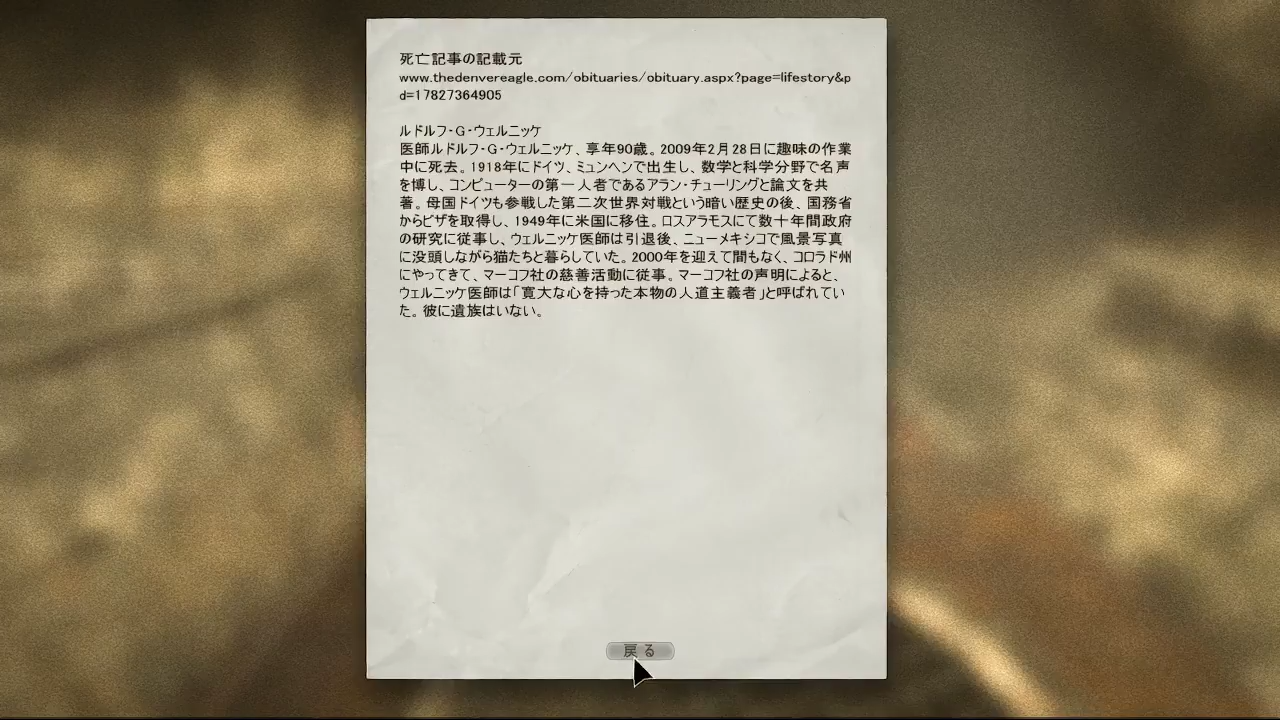 死亡記事の記載元
www.thedenvereagle.com/obituaries/obituary.aspx?page=lifestory&p
d=17827364905
ルドルフ・G・ウェルニッケ
医師ルドルフ・G・ウェルニッケ、享年90歳。2009年2月28日に趣味の作業
中に死去。1918年にドイツ、ミュンヘンで出生し、数学と科学分野で名声
を博し、コンピューターの第一人者であるアラン・チューリングと論文を共
著。母国ドイツも参戦した第二次世界対戦という暗い歴史の後、国務省
からビザを取得し、1949年に米国に移住。ロスアラモスにて数十年間政府
の研究に従事し、ウェルニッケ医師は引退後、ニューメキシコで風景写真
に没頭しながら猫たちと暮らしていた。2000年を迎えて間もなく、コロラド州
にやってきて、マーコフ社の慈善活動に従事。マーコフ社の声明によると、
ウェルニッケ医師は「寛大な心を持った本物の人道主義者」と呼ばれてい
た。彼に遺族はいない。
戻る